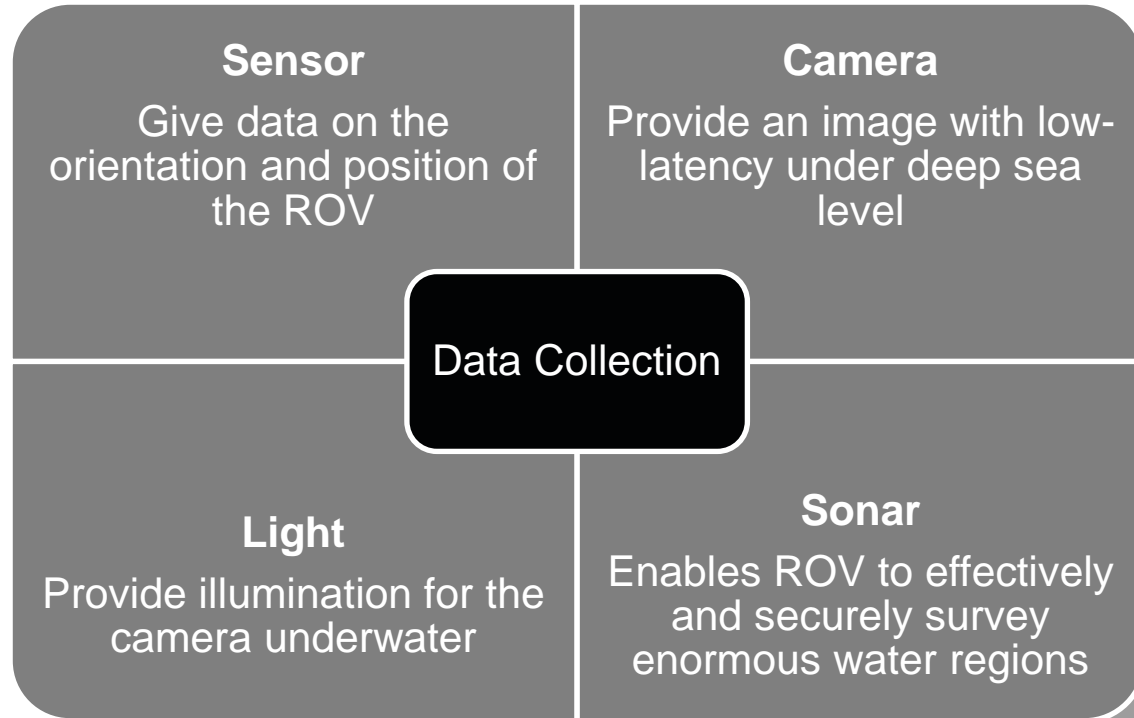 Sensor
Give data on the
orientation and position of
the ROV
Camera
Provide an image with low-
latency under deep sea
level
Data Collection
Light
Provide illumination for the
camera underwater
Sonar
Enables ROV to effectively
and securely survey
enormous water regions